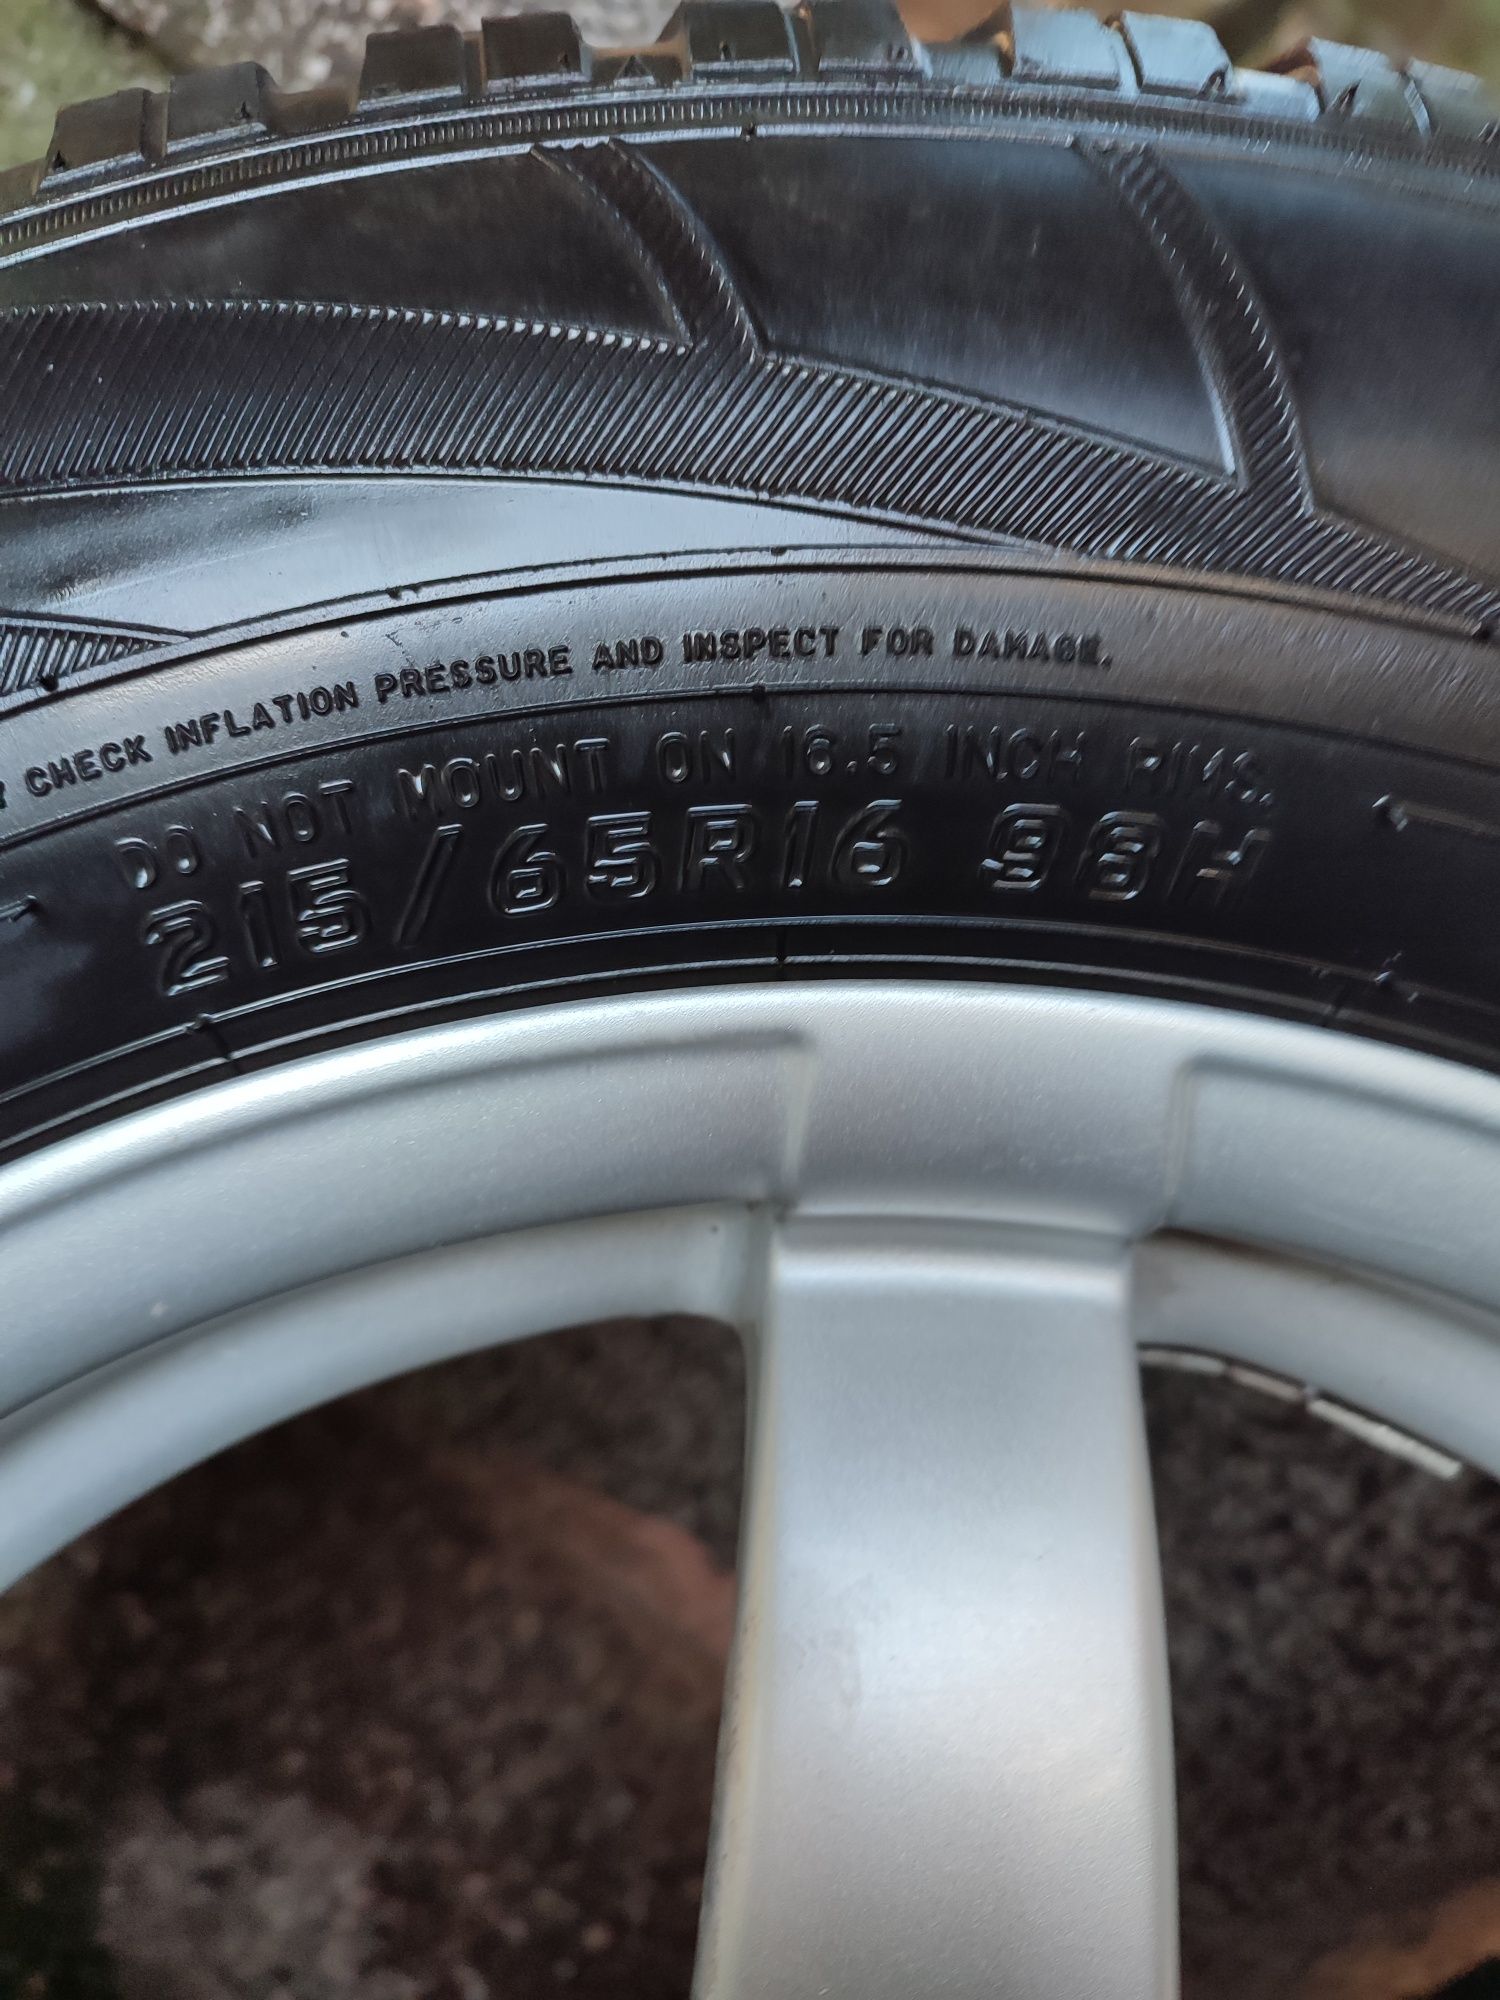 CHECK INFLATION PRESSURE AND INSPECT FOR DAMAGE.
DO NOT MOUNT ON 16.5 INCH RIMS.
215/65R16 98H